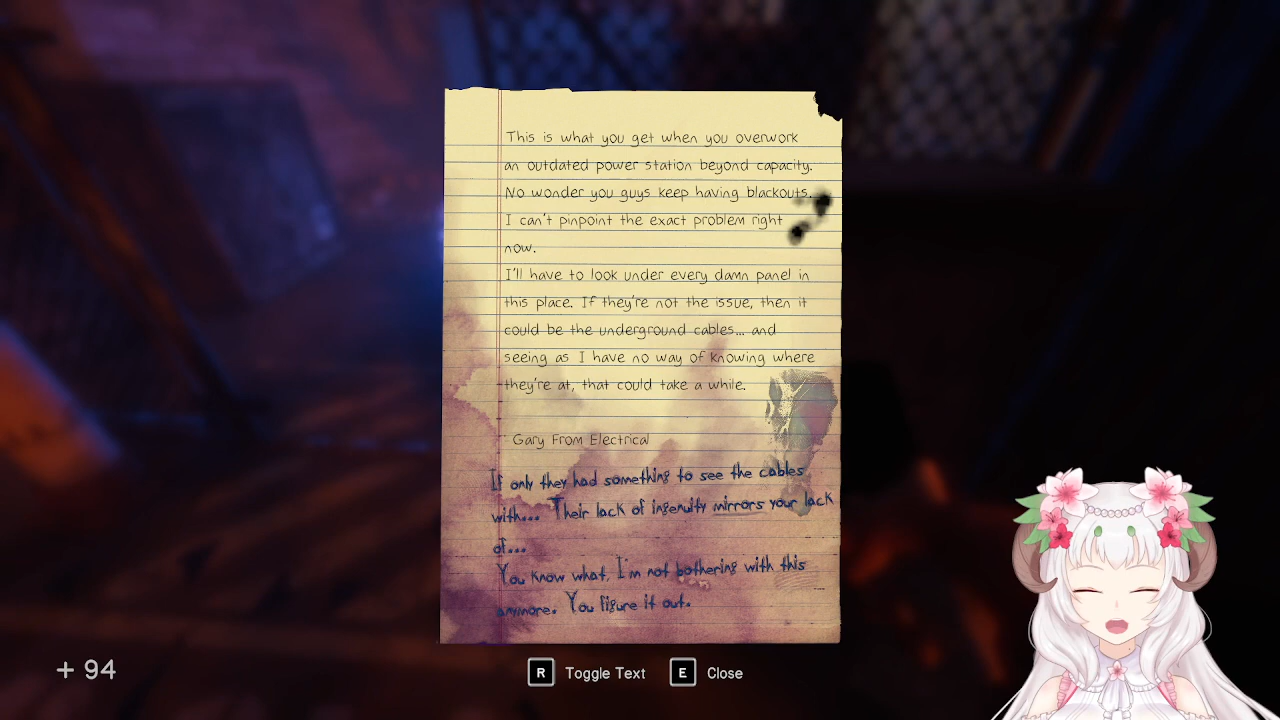 This is what you get when you overwork
an outdated power station beyond capacity.
No wonder you guys keep having blackouts.
I can't pinpoint the exact problem right
now.
I'll have to look under every damn panel in
this place. If they're not the issue, then it
could be the underground cables... and
seeing as I have no way of knowing where
they're at, that could take a while.
Gary From Electrical
If only they had something to see the cables
with... Their lack of ingenuity mirrors your lack
of...
You know what, I'm not bothering with this
anymore. You figure it out.
+ 94
R Toggle Text E Close